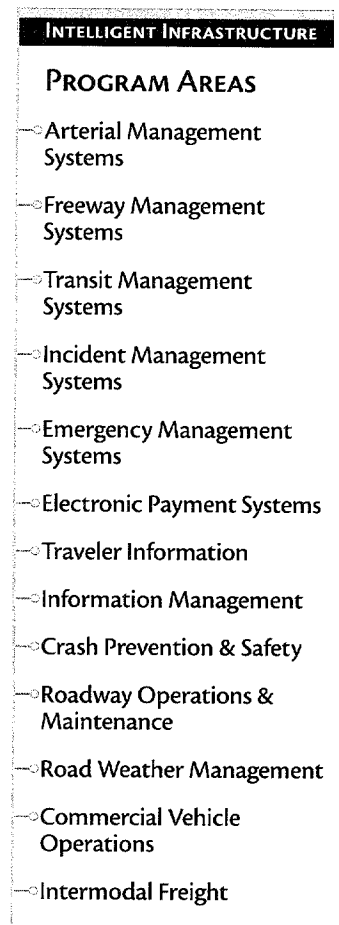 INTELLIGENT INFRASTRUCTURE
PROGRAM AREAS
Arterial Management
Systems
Freeway Management
Systems
Transit Management
Systems
Incident Management
Systems
Emergency Management
Systems
Electronic Payment Systems
Traveler Information
Information Management
Crash Prevention & Safety
Roadway Operations &
Maintenance
Road Weather Management
Commercial Vehicle
Operations
Intermodal Freight